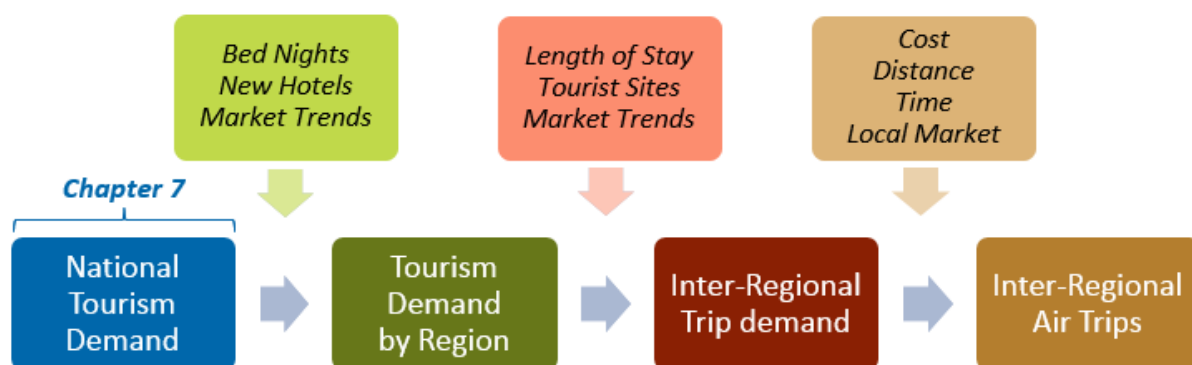 Bed Nights
New Hotels
Market Trends
Length of Stay
Tourist Sites
Market Trends
Cost
Distance
Time
Local Market
Chapter 7
National
Tourism
Demand
Tourism
Demand
by Region
Inter-Regional
Trip demand
Inter-Regional
Air Trips